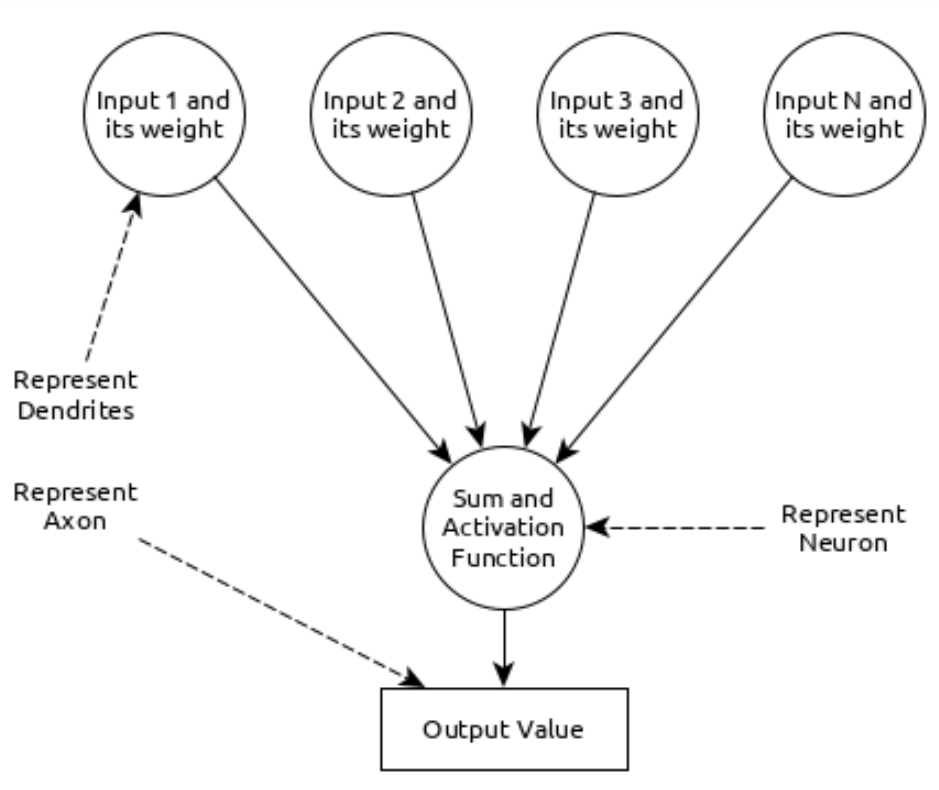 Input 1 and
its weight
Input 2 and
its weight
Input 3 and
its weight
Input N and
its weight
Represent
Dendrites
Represent
Axon
Sum and
Activation
Function
Represent
Neuron
Output Value